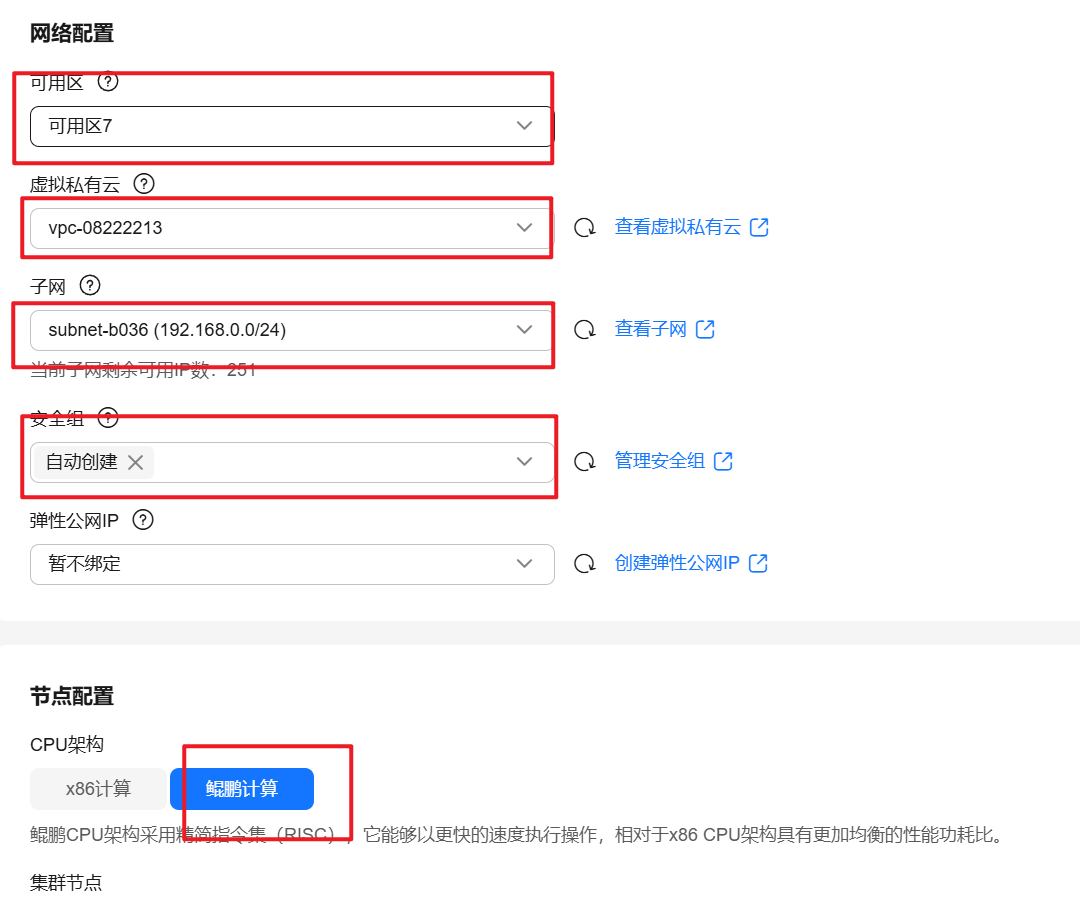 网络配置
可用区
可用区7
虚拟私有云
vpc-08222213
查看虚拟私有云
子网
subnet-b036 (192.168.0.0/24)
查看子网
当前子网剩余可用IP数：251
安全组
自动创建
管理安全组
弹性公网IP
暂不绑定
创建弹性公网IP
节点配置
CPU架构
x86计算 鲲鹏计算
鲲鹏CPU架构采用精简指令集（RISC），它能够以更快的速度执行操作，相对于x86 CPU架构具有更加均衡的性能功耗比。
集群节点